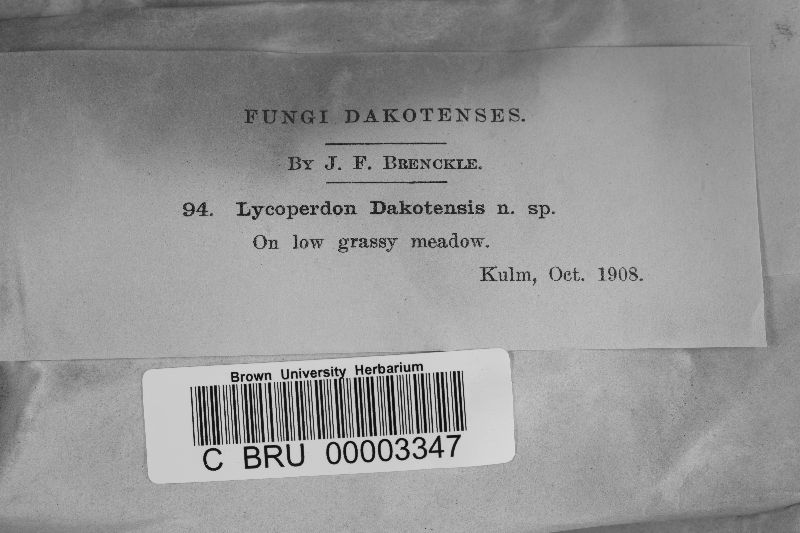 FUNGI DAKOTENSES.
BY J. F. BRENCKLE.
94. Lycoperdon Dakotensis n. sp.
On low grassy meadow.
Kulm, Oct. 1908.
Brown University Herbarium
C BRU 00003347